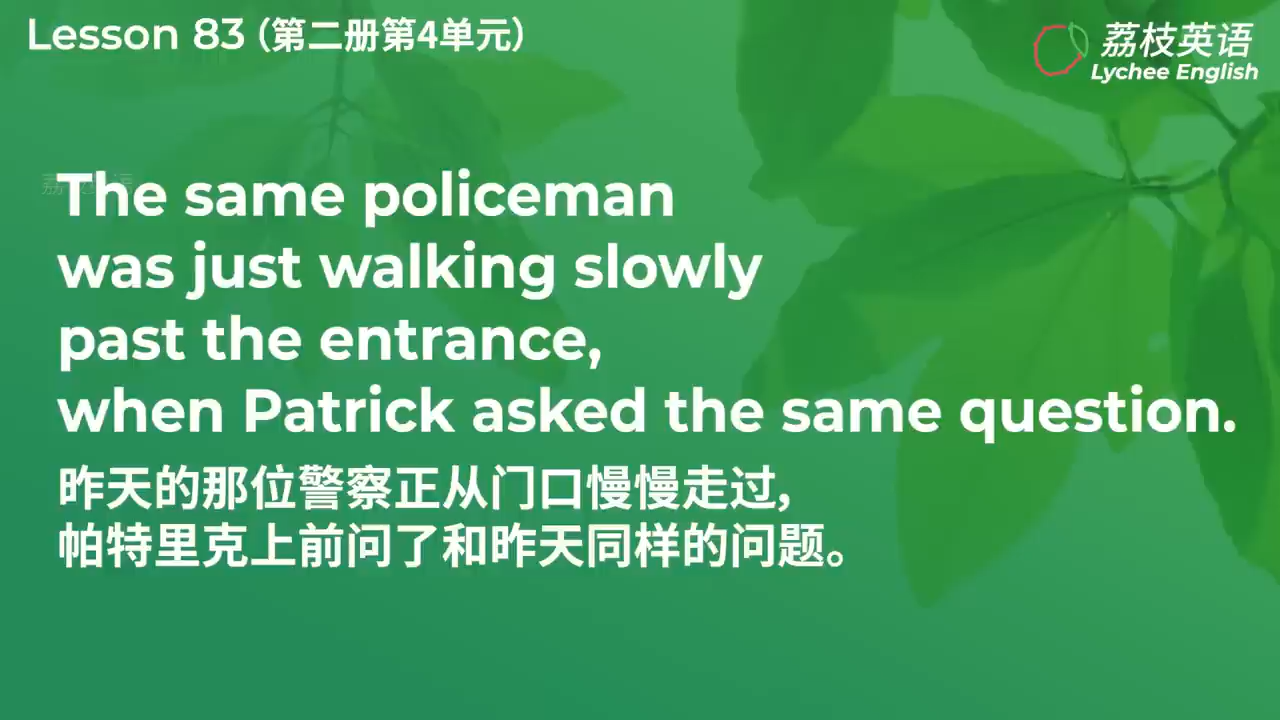 Lesson 83 (第二册第4单元)
荔枝英语
Lychee English
The same policeman
was just walking slowly
past the entrance,
when Patrick asked the same question.
昨天的那位警察正从门口慢慢走过,
帕特里克上前问了和昨天同样的问题。